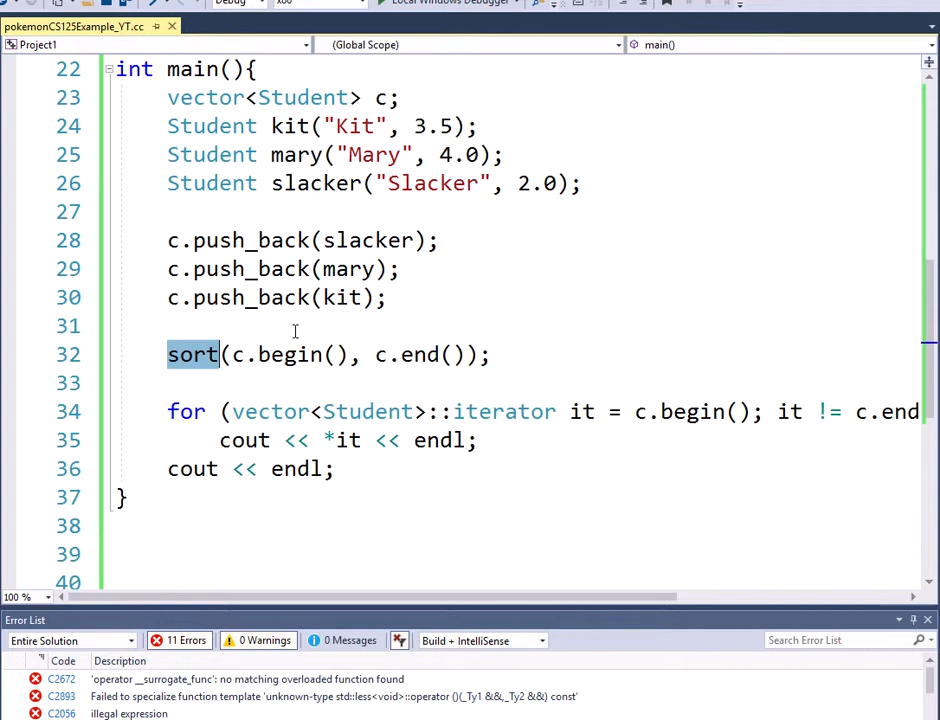 Debug x86 Local Windows Debugger
pokemonCS125Example_YT.cc
Project1 (Global Scope) main()
22 int main(){
23 vector<Student> c;
24 Student kit("Kit", 3.5);
25 Student mary("Mary", 4.0);
26 Student slacker("Slacker", 2.0);
27
28 c.push_back(slacker);
29 c.push_back(mary);
30 c.push_back(kit);
31
32 sort(c.begin(), c.end());
33
34 for (vector<Student>::iterator it = c.begin(); it != c.end
35 cout << *it << endl;
36 cout << endl;
37 }
38
39
40
100 %
Error List
Entire Solution 11 Errors 0 Warnings 0 Messages Build + IntelliSense Search Error List
Code Description
C2672 'operator __surrogate_func': no matching overloaded function found
C2893 Failed to specialize function template 'unknown-type std::less<void>::operator ()(_Ty1 &&,_Ty2 &&) const'
C2056 illegal expression